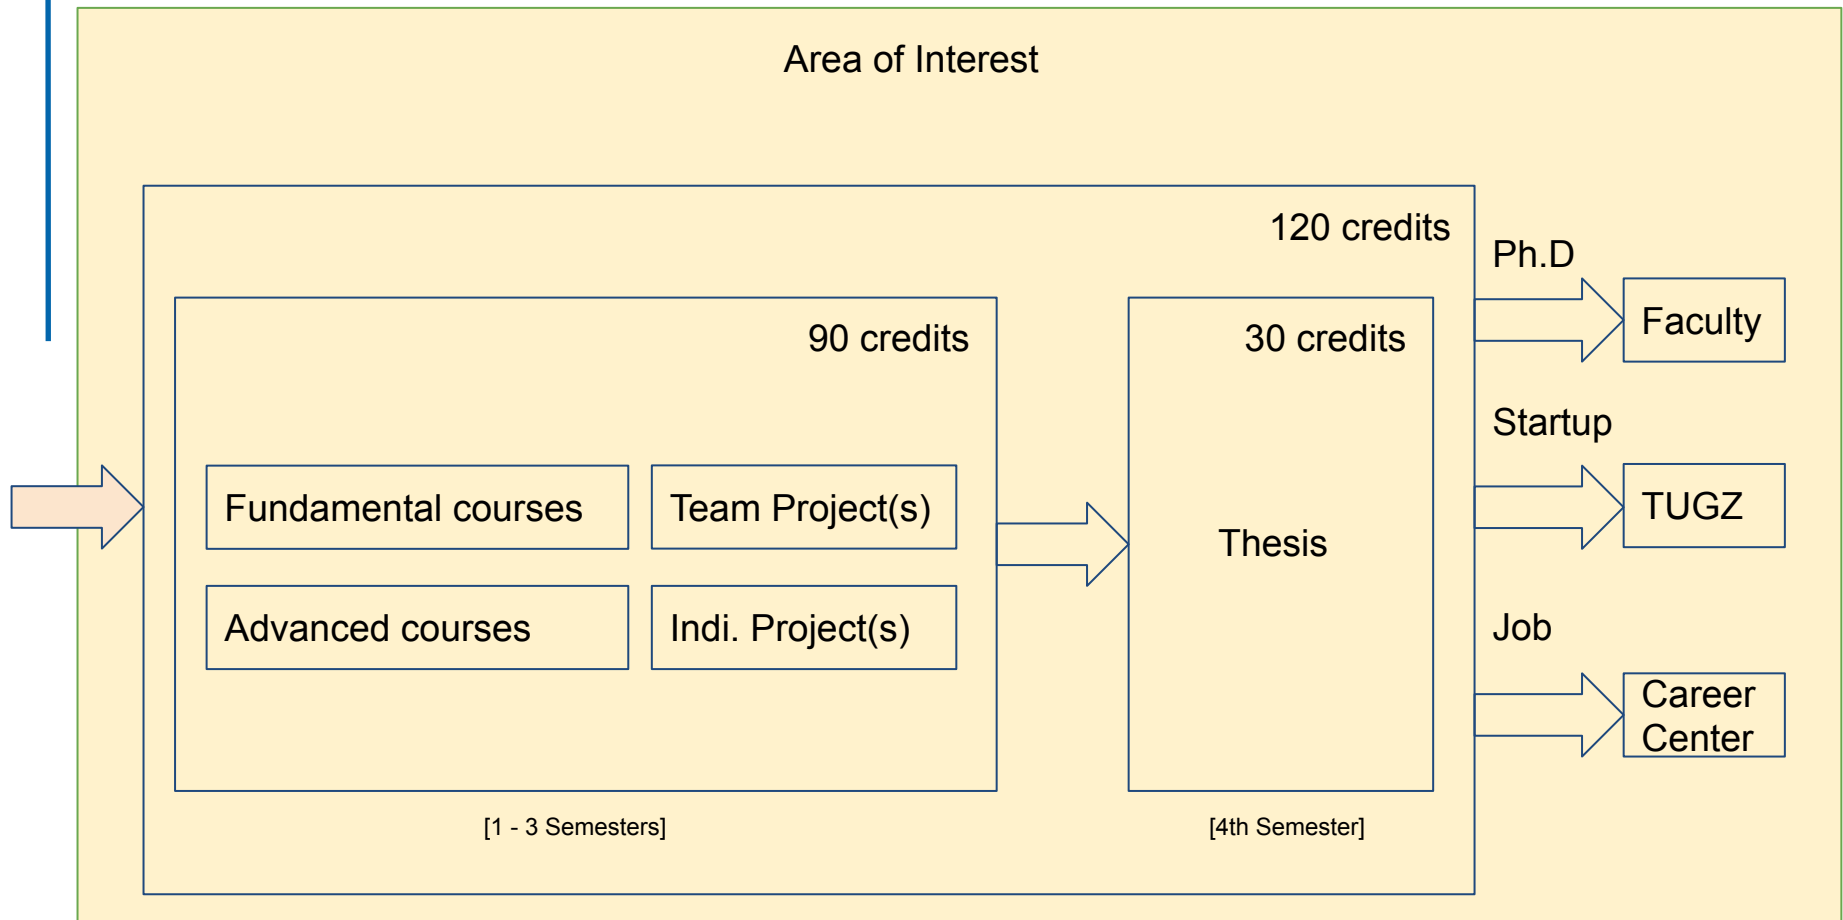 Area of Interest
120 credits
90 credits
Fundamental courses
Team Project(s)
Advanced courses
Indi. Project(s)
[1 - 3 Semesters]
30 credits
Thesis
[4th Semester]
Ph.D
Faculty
Startup
TUGZ
Job
Career
Center